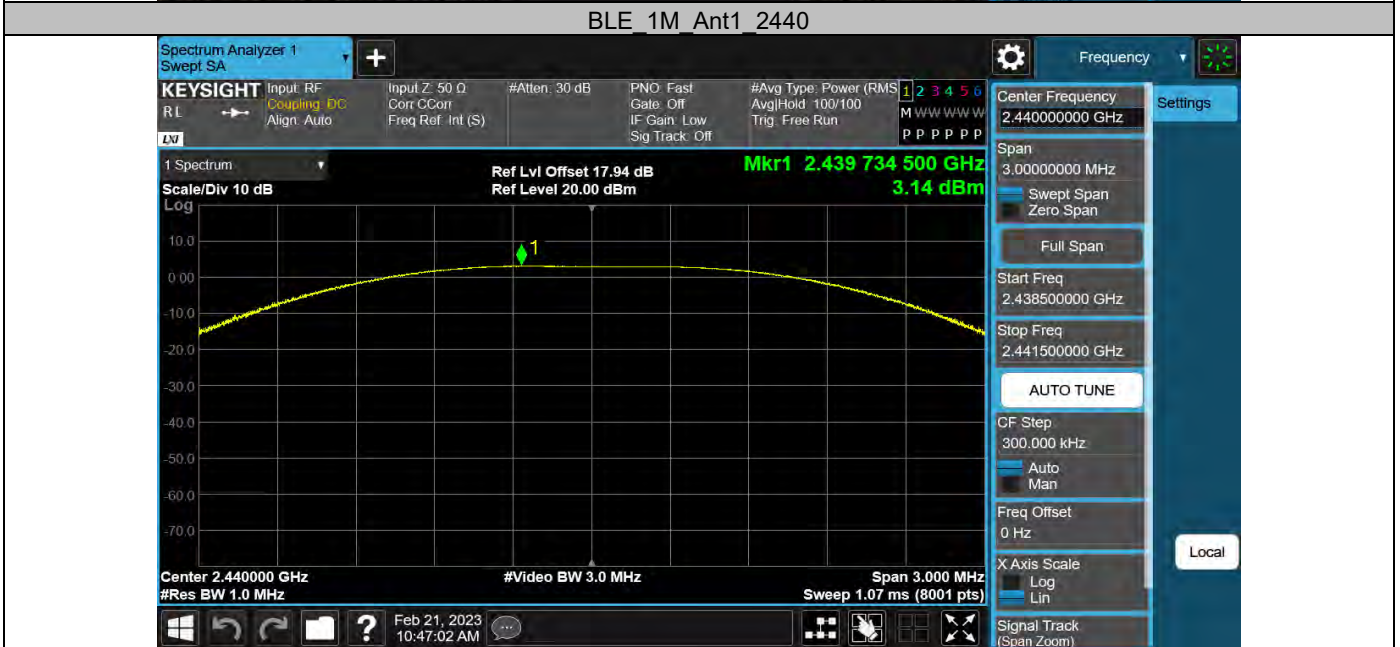 BLE_1M_Ant1_2440
Spectrum Analyzer 1
Swept SA
+
Frequency
KEYSIGHT
RL
LXI
Input: RF
Coupling: DC
Align: Auto
Input Z: 50 Ω
Corr CCorr
Freq Ref: Int (S)
#Atten: 30 dB
PNO: Fast
Gate: Off
IF Gain: Low
Sig Track: Off
#Avg Type: Power (RMS
Avg|Hold: 100/100
Trig: Free Run
1 2 3 4 5 6
M W W W W W
P P P P P P
Center Frequency
2.440000000 GHz
Settings
1 Spectrum
Scale/Div 10 dB
Log
Ref Lvl Offset 17.94 dB
Ref Level 20.00 dBm
Mkr1 2.439 734 500 GHz
3.14 dBm
10.0
0.00
-10.0
-20.0
-30.0
-40.0
-50.0
-60.0
-70.0
1
Span
3.00000000 MHz
Swept Span
Zero Span
Full Span
Start Freq
2.438500000 GHz
Stop Freq
2.441500000 GHz
AUTO TUNE
CF Step
300.000 kHz
Auto
Man
Freq Offset
0 Hz
X Axis Scale
Log
Lin
Local
Signal Track
(Span Zoom)
Center 2.440000 GHz
#Res BW 1.0 MHz
#Video BW 3.0 MHz
Span 3.000 MHz
Sweep 1.07 ms (8001 pts)
?
Feb 21, 2023
10:47:02 AM